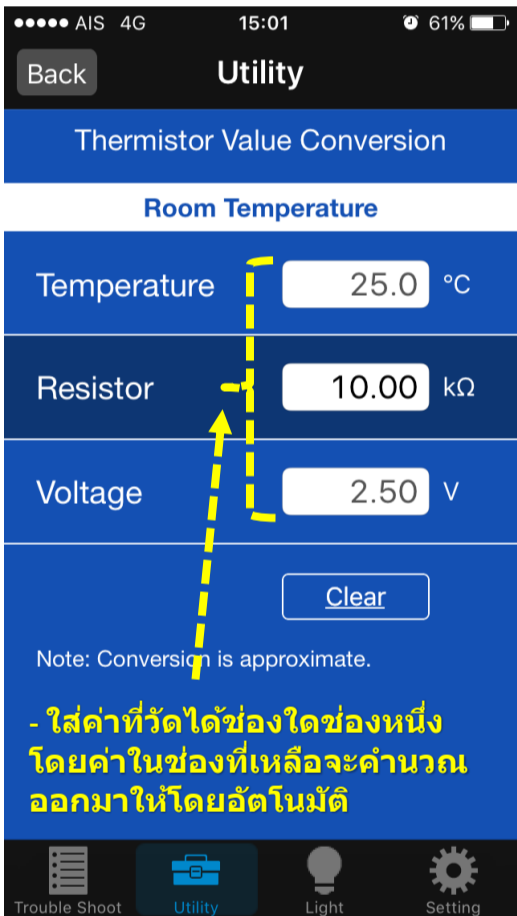 AIS 4G 15:01 61%
Back Utility
Thermistor Value Conversion
Room Temperature
Temperature 25.0 °C
Resistor 10.00 kΩ
Voltage 2.50 V
Clear
Note: Conversion is approximate.
- ใส่ค่าที่วัดได้ช่องใดช่องหนึ่ง
โดยค่าในช่องที่เหลือจะคำนวณ
ออกมาให้โดยอัตโนมัติ
Trouble Shoot Utility Light Setting